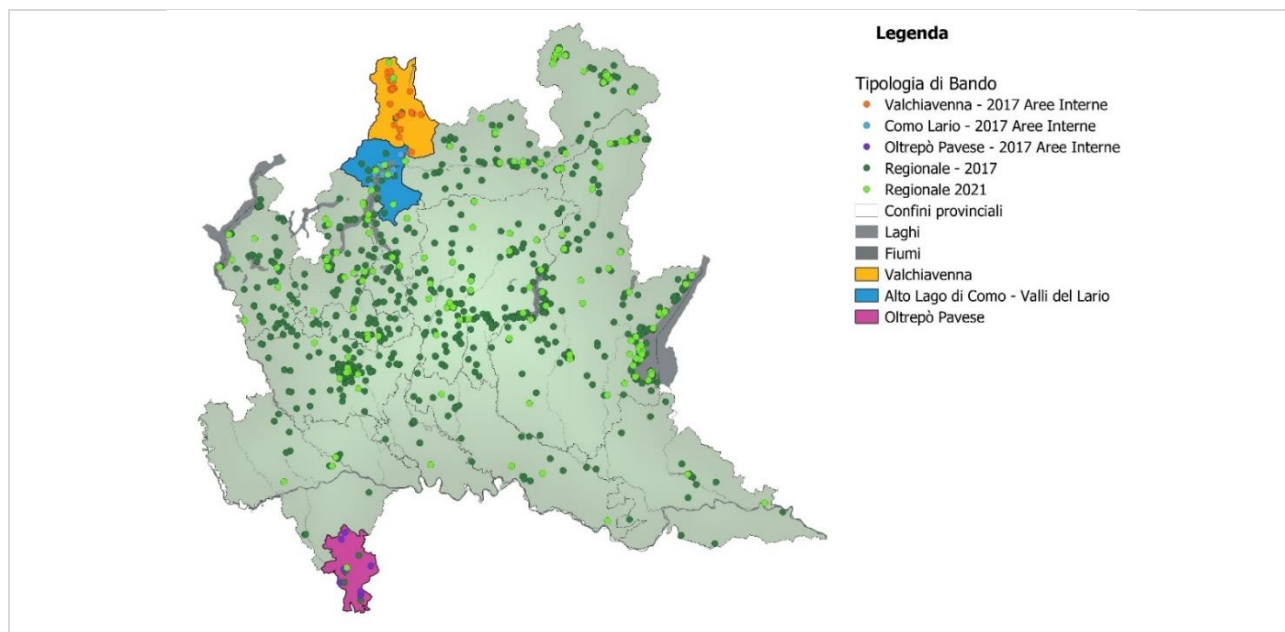 Legenda
Tipologia di Bando
Valchiavenna - 2017 Aree Interne
Como Lario - 2017 Aree Interne
Oltrepò Pavese - 2017 Aree Interne
Regionale - 2017
Regionale 2021
Confini provinciali
Laghi
Fiumi
Valchiavenna
Alto Lago di Como - Valli del Lario
Oltrepò Pavese